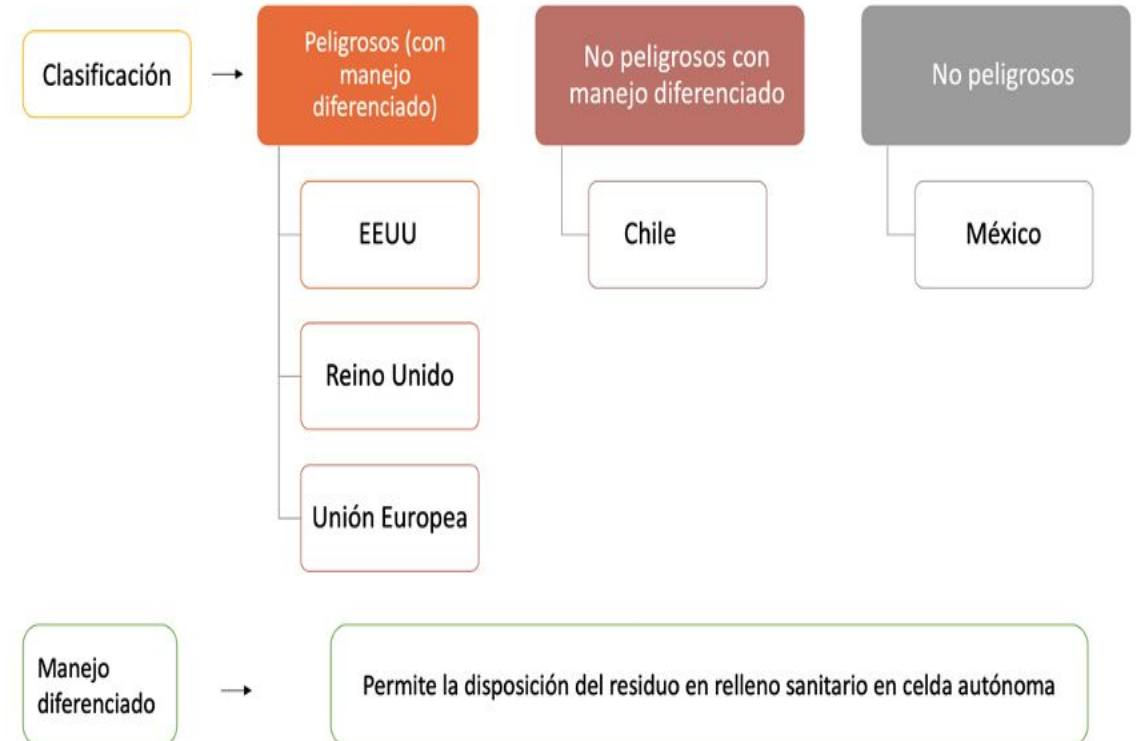 Clasificación
Peligrosos (con
manejo
diferenciado)
No peligrosos con
manejo diferenciado
No peligrosos
EEUU
Chile
México
Reino Unido
Unión Europea
Manejo
diferenciado
Permite la disposición del residuo en relleno sanitario en celda autónoma